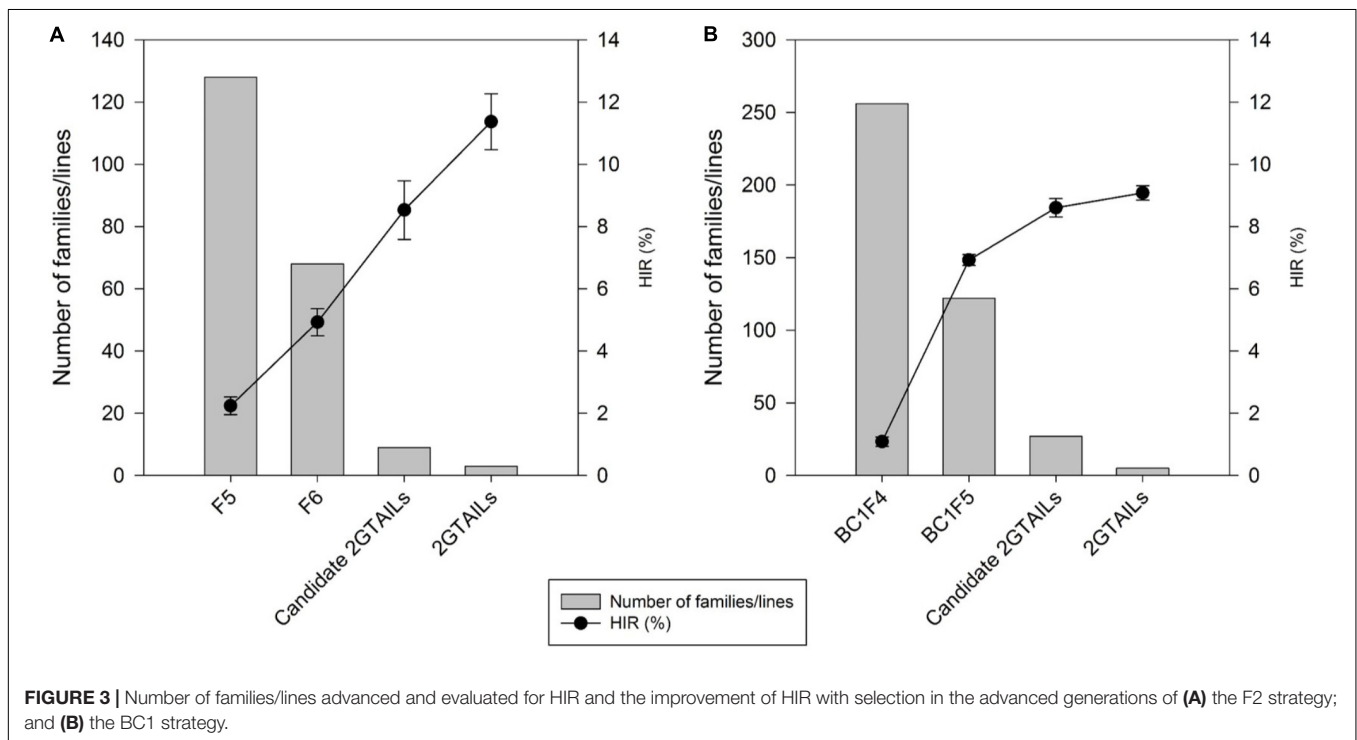 A
140
120
100
80
60
40
20
0
Number of families/lines
14
12
10
8
6
4
2
0
HIR (%)
F5
F6
Candidate 2GTAILs
2GTAILs
B
300
250
200
150
100
50
0
Number of families/lines
14
12
10
8
6
4
2
0
HIR (%)
BC1F4
BC1F5
Candidate 2GTAILs
2GTAILs
Number of families/lines
HIR (%)
FIGURE 3 | Number of families/lines advanced and evaluated for HIR and the improvement of HIR with selection in the advanced generations of (A) the F2 strategy;
and (B) the BC1 strategy.